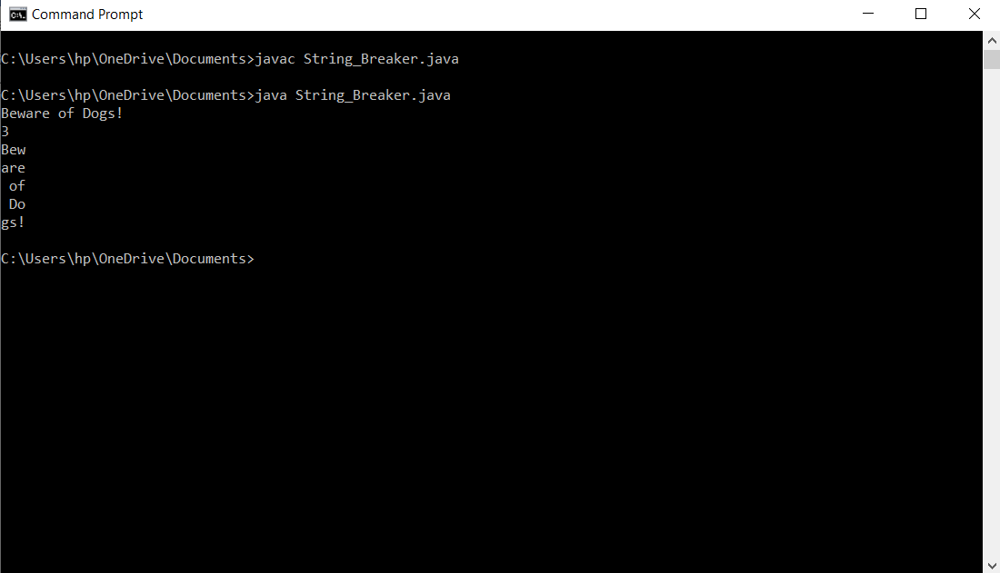 Command Prompt
C:\Users\hp\OneDrive\Documents>javac String_Breaker.java
C:\Users\hp\OneDrive\Documents>java String_Breaker.java
Beware of Dogs!
3
Bew
are
 of
 Do
gs!
C:\Users\hp\OneDrive\Documents>